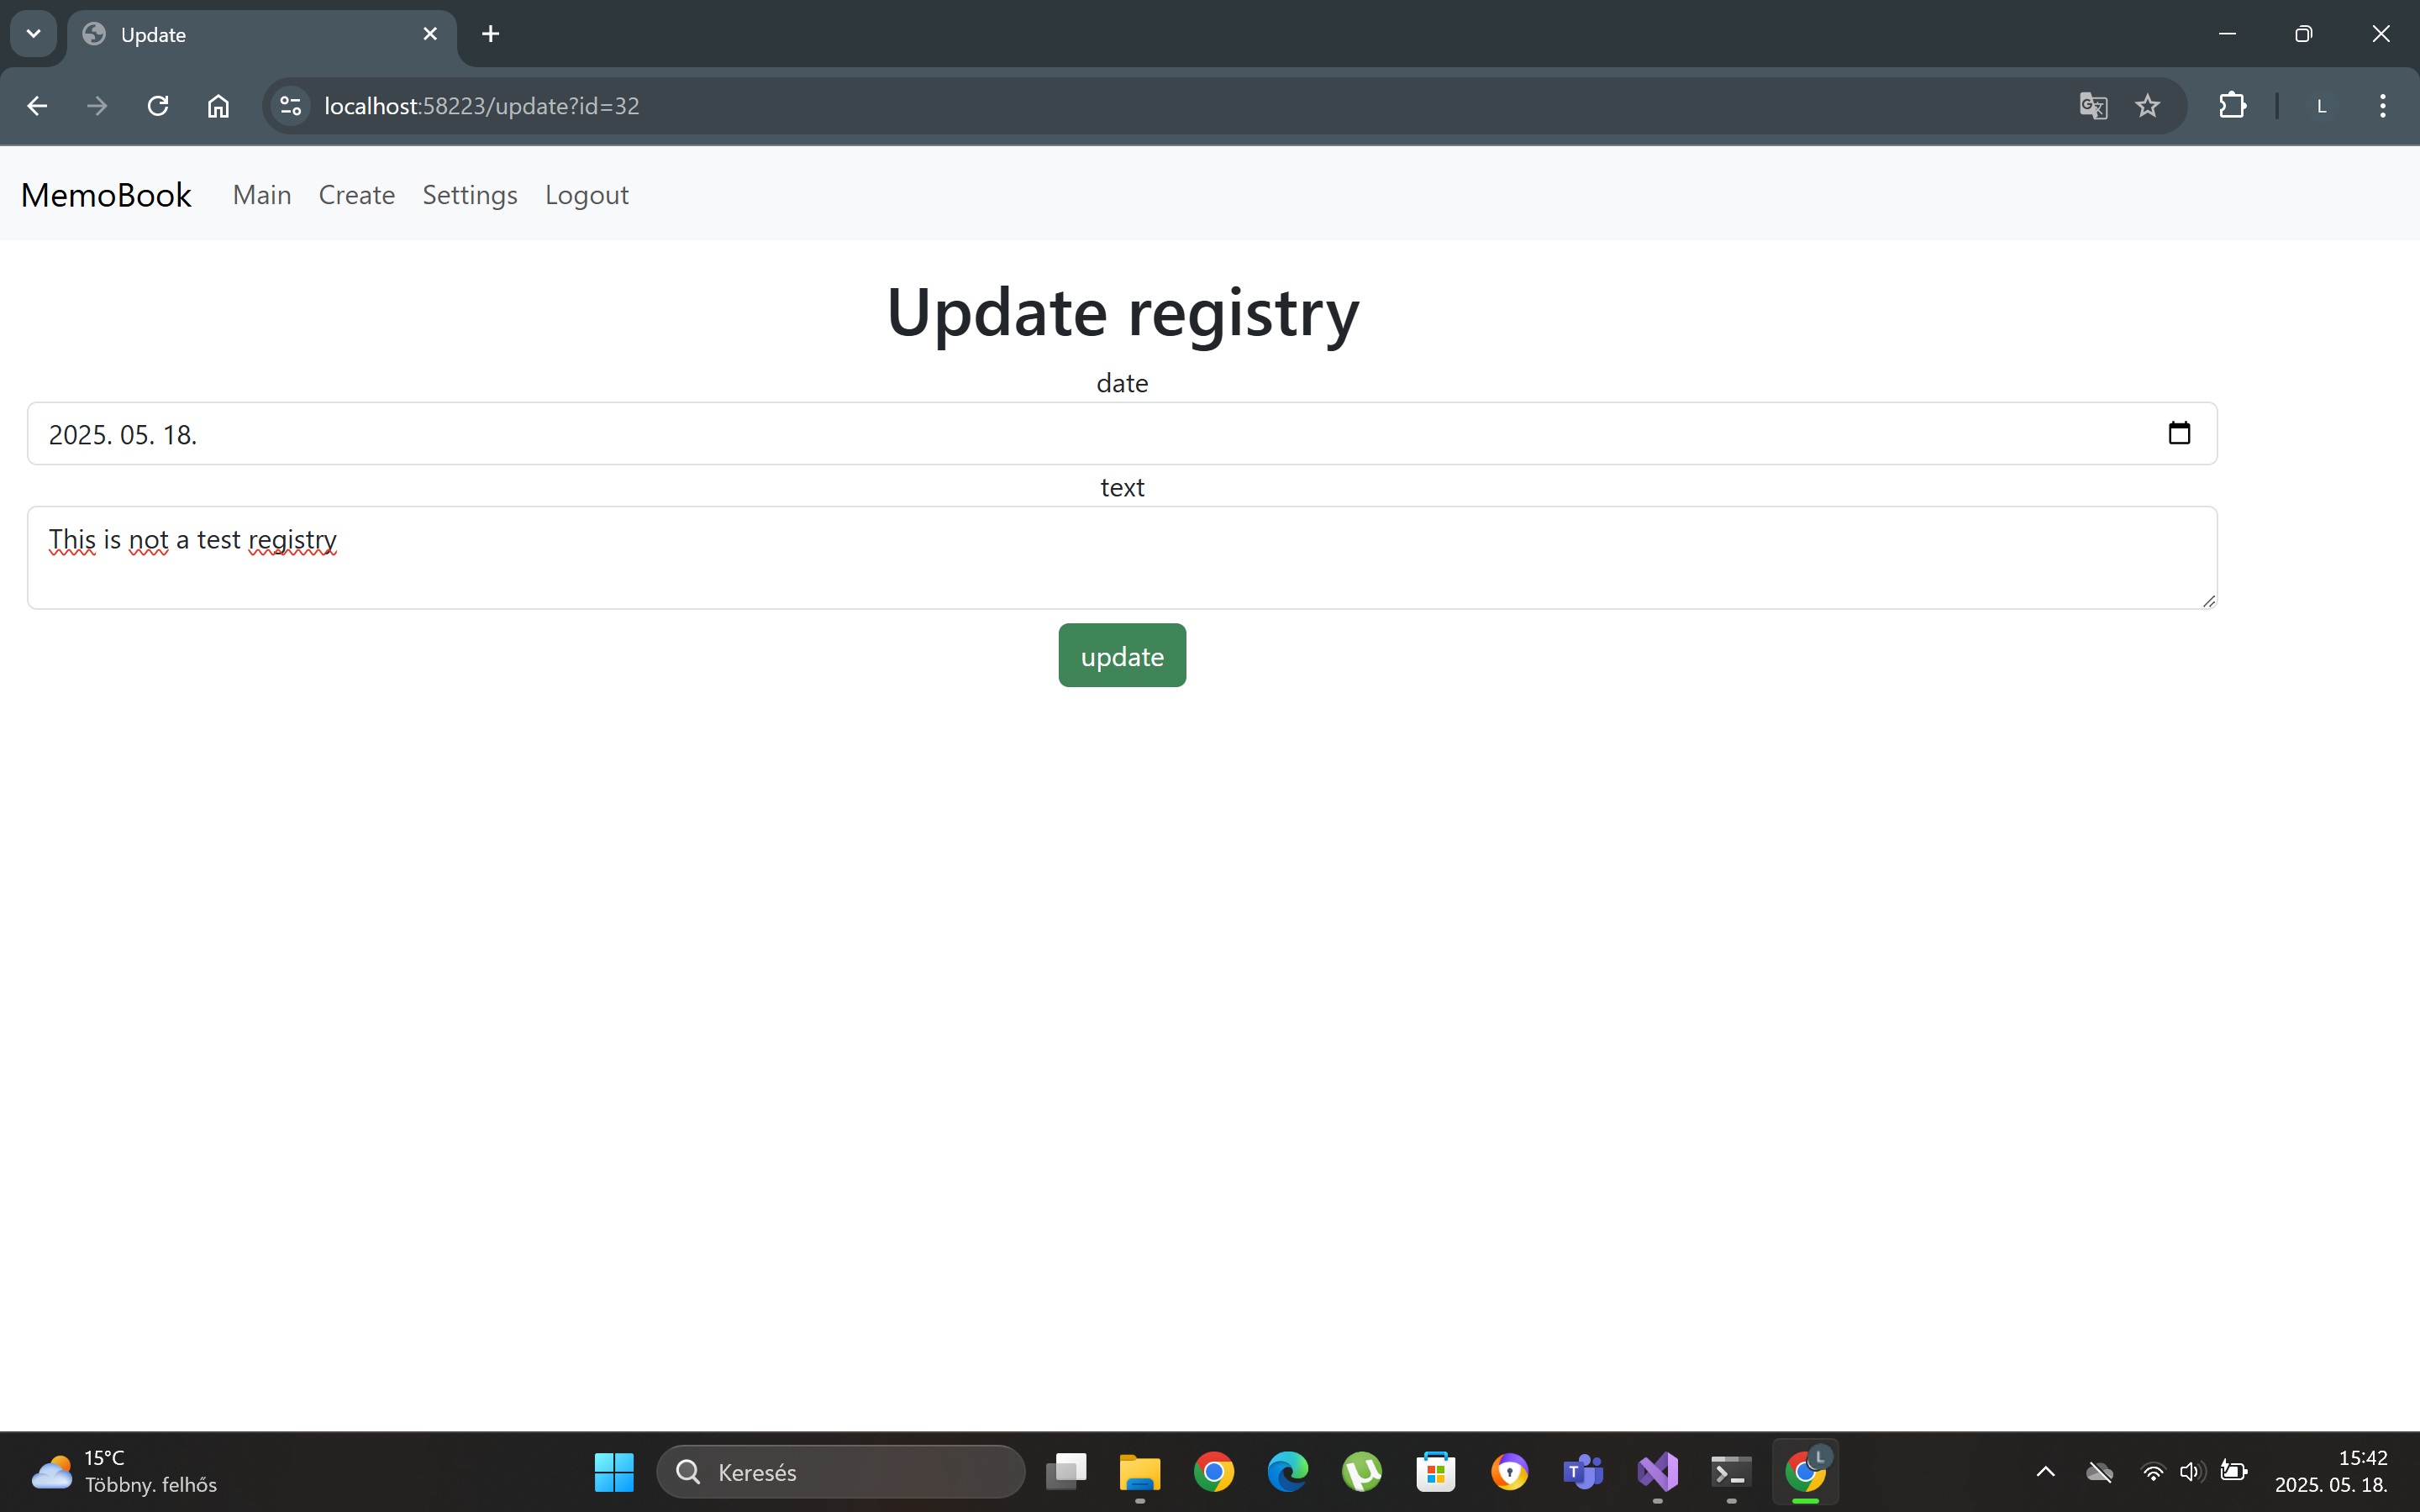 Update
localhost:58223/update?id=32
L
MemoBook Main Create Settings Logout
Update registry
date
2025. 05. 18.
text
This is not a test registry
update
15°C
Többny. felhős
Keresés
L
15:42
2025. 05. 18.